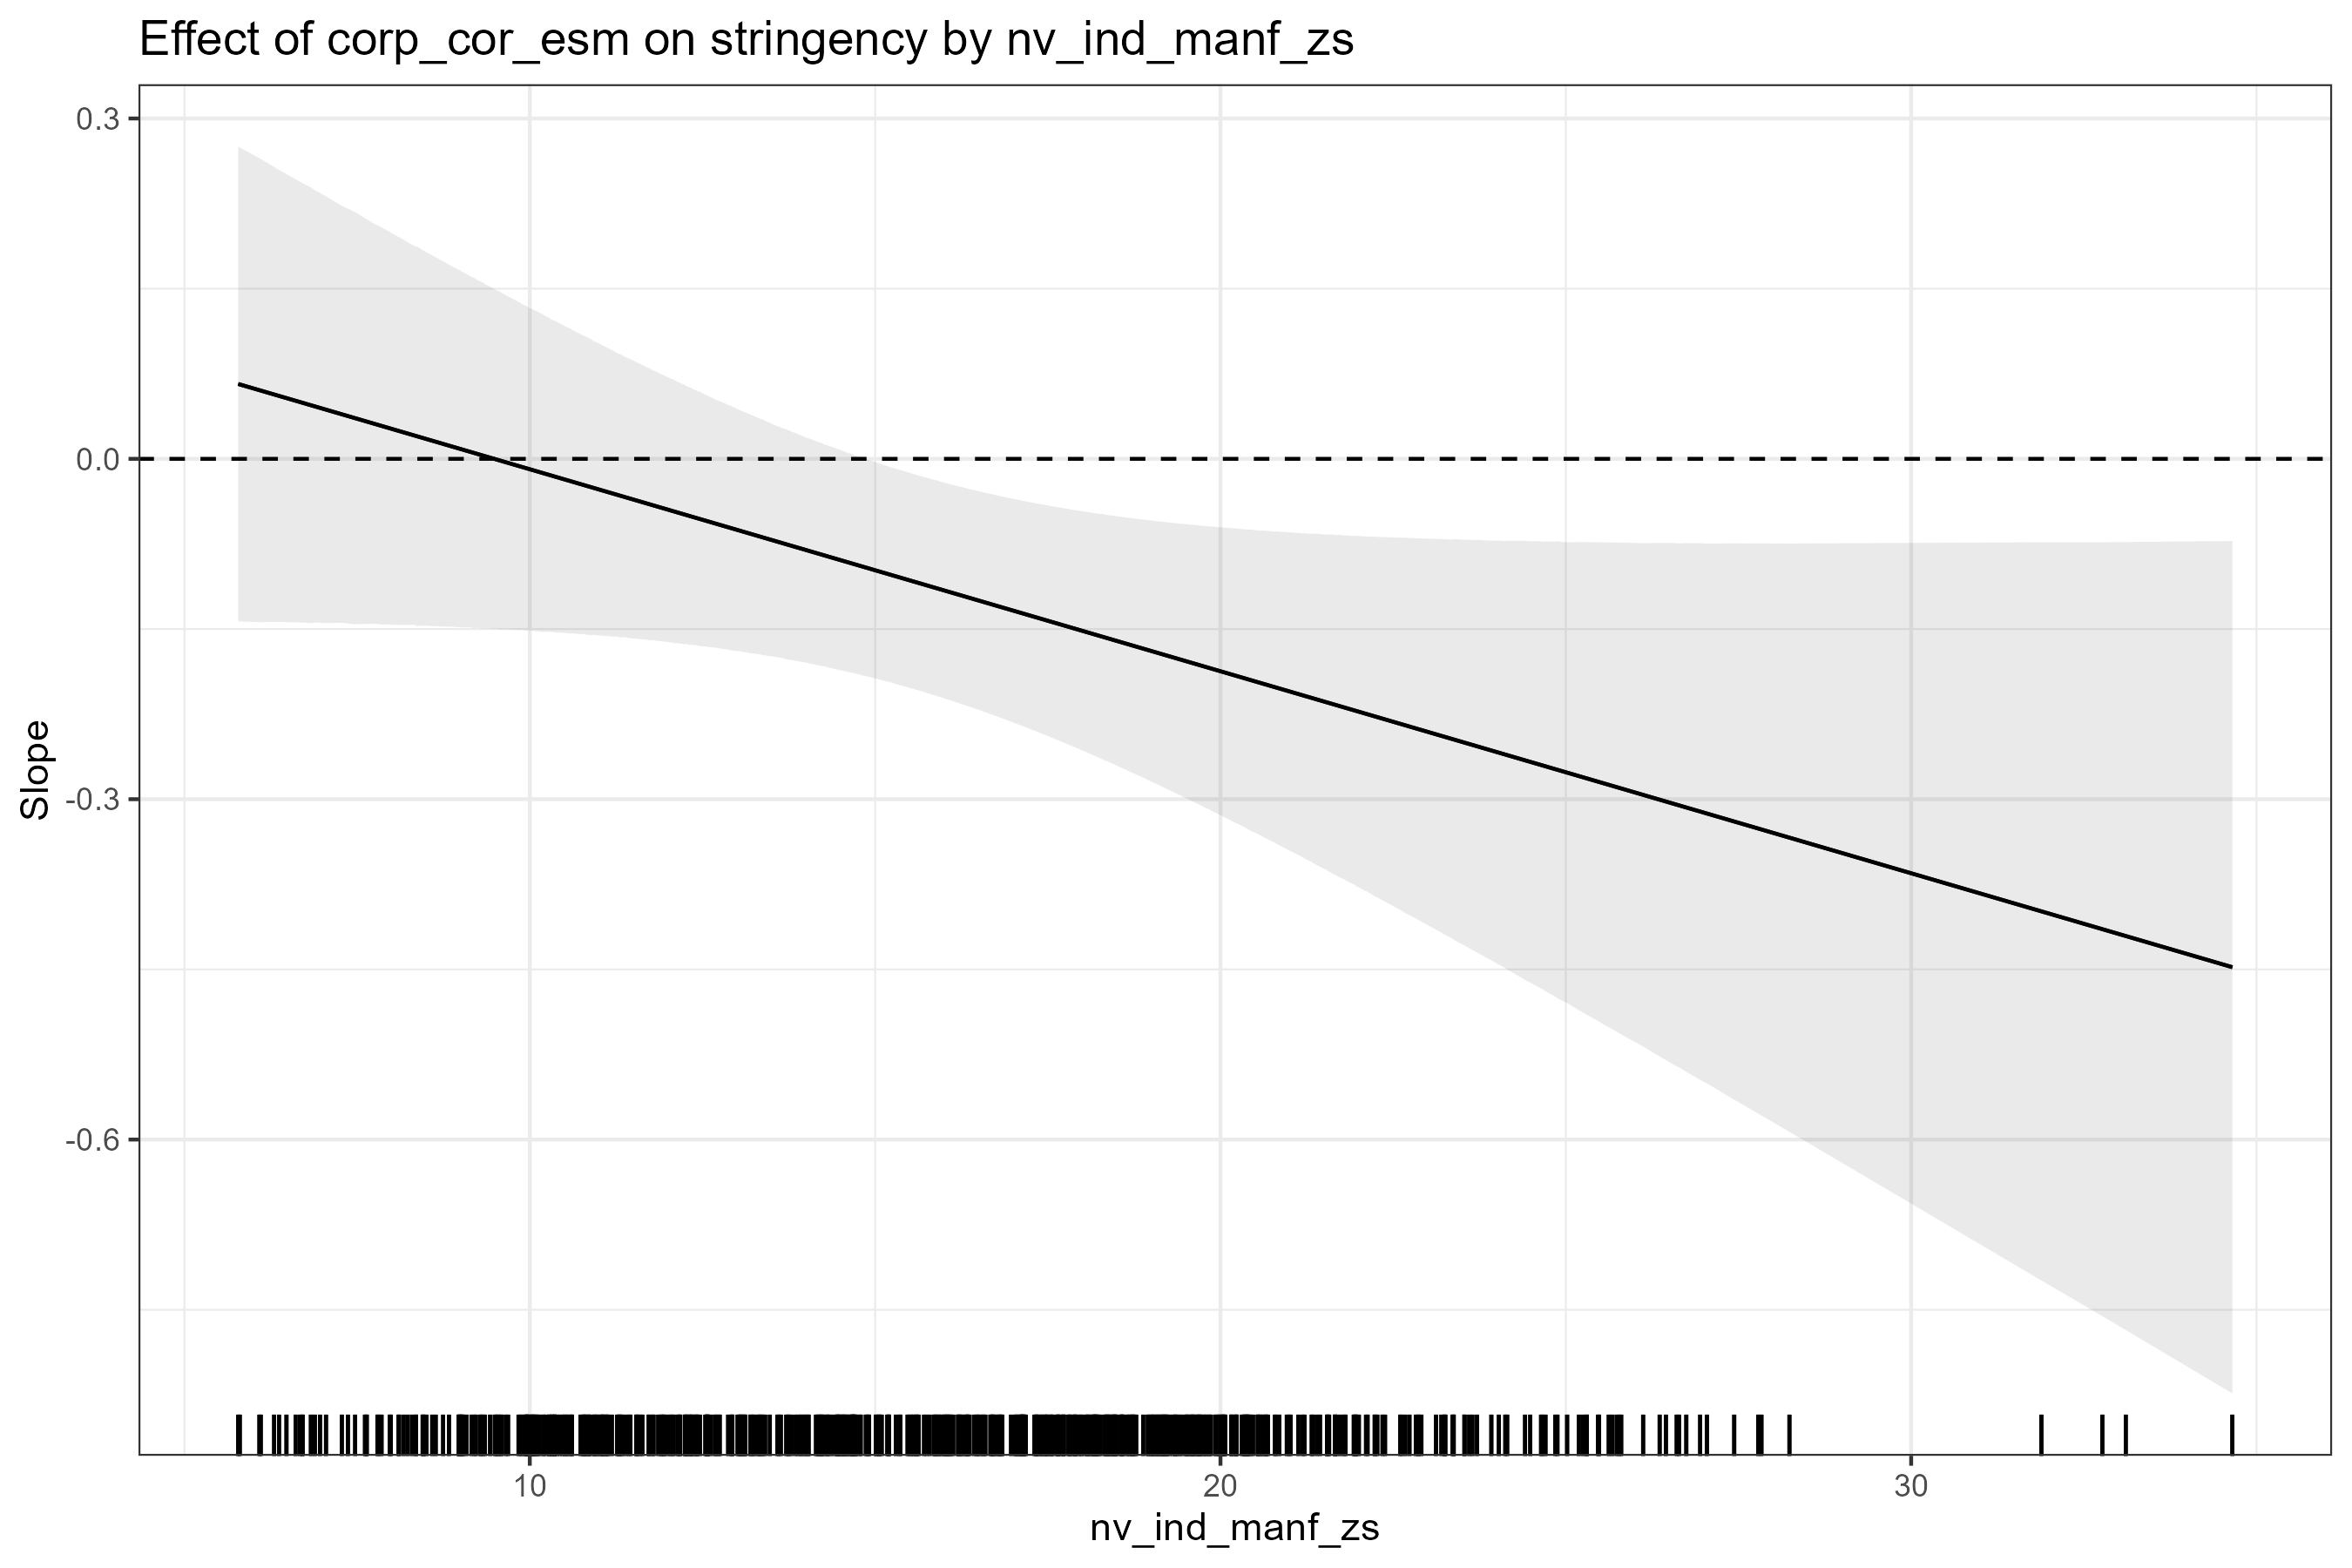 Effect of corp_cor_esm on stringency by nv_ind_manf_zs
0.3
0.0
-0.3
-0.6
Slope
10 20 30
nv_ind_manf_zs